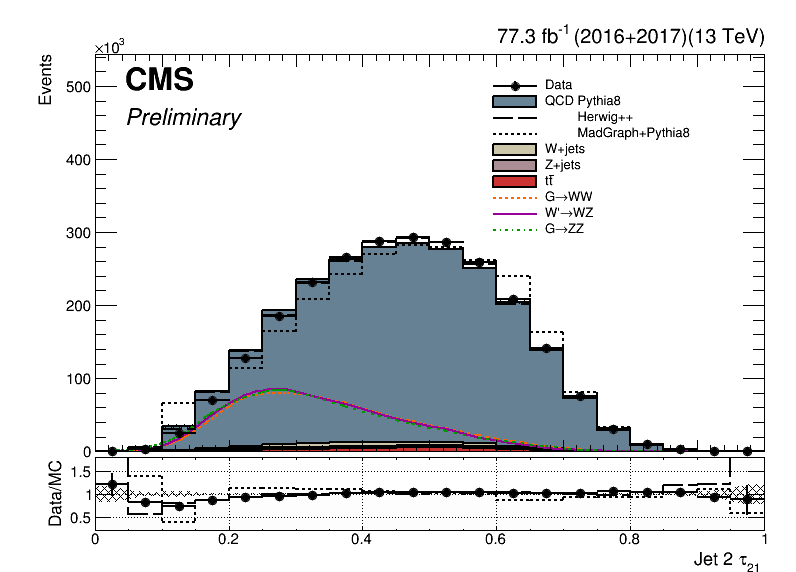 77.3 fb-1 (2016+2017)(13 TeV)
×10³
Events
CMS
Preliminary
Data
QCD Pythia8
Herwig++
MadGraph+Pythia8
W+jets
Z+jets
tt̄
G→WW
W'→WZ
G→ZZ
500
400
300
200
100
0
Data/MC
1.5
1
0.5
0 0.2 0.4 0.6 0.8 1
Jet 2 τ21